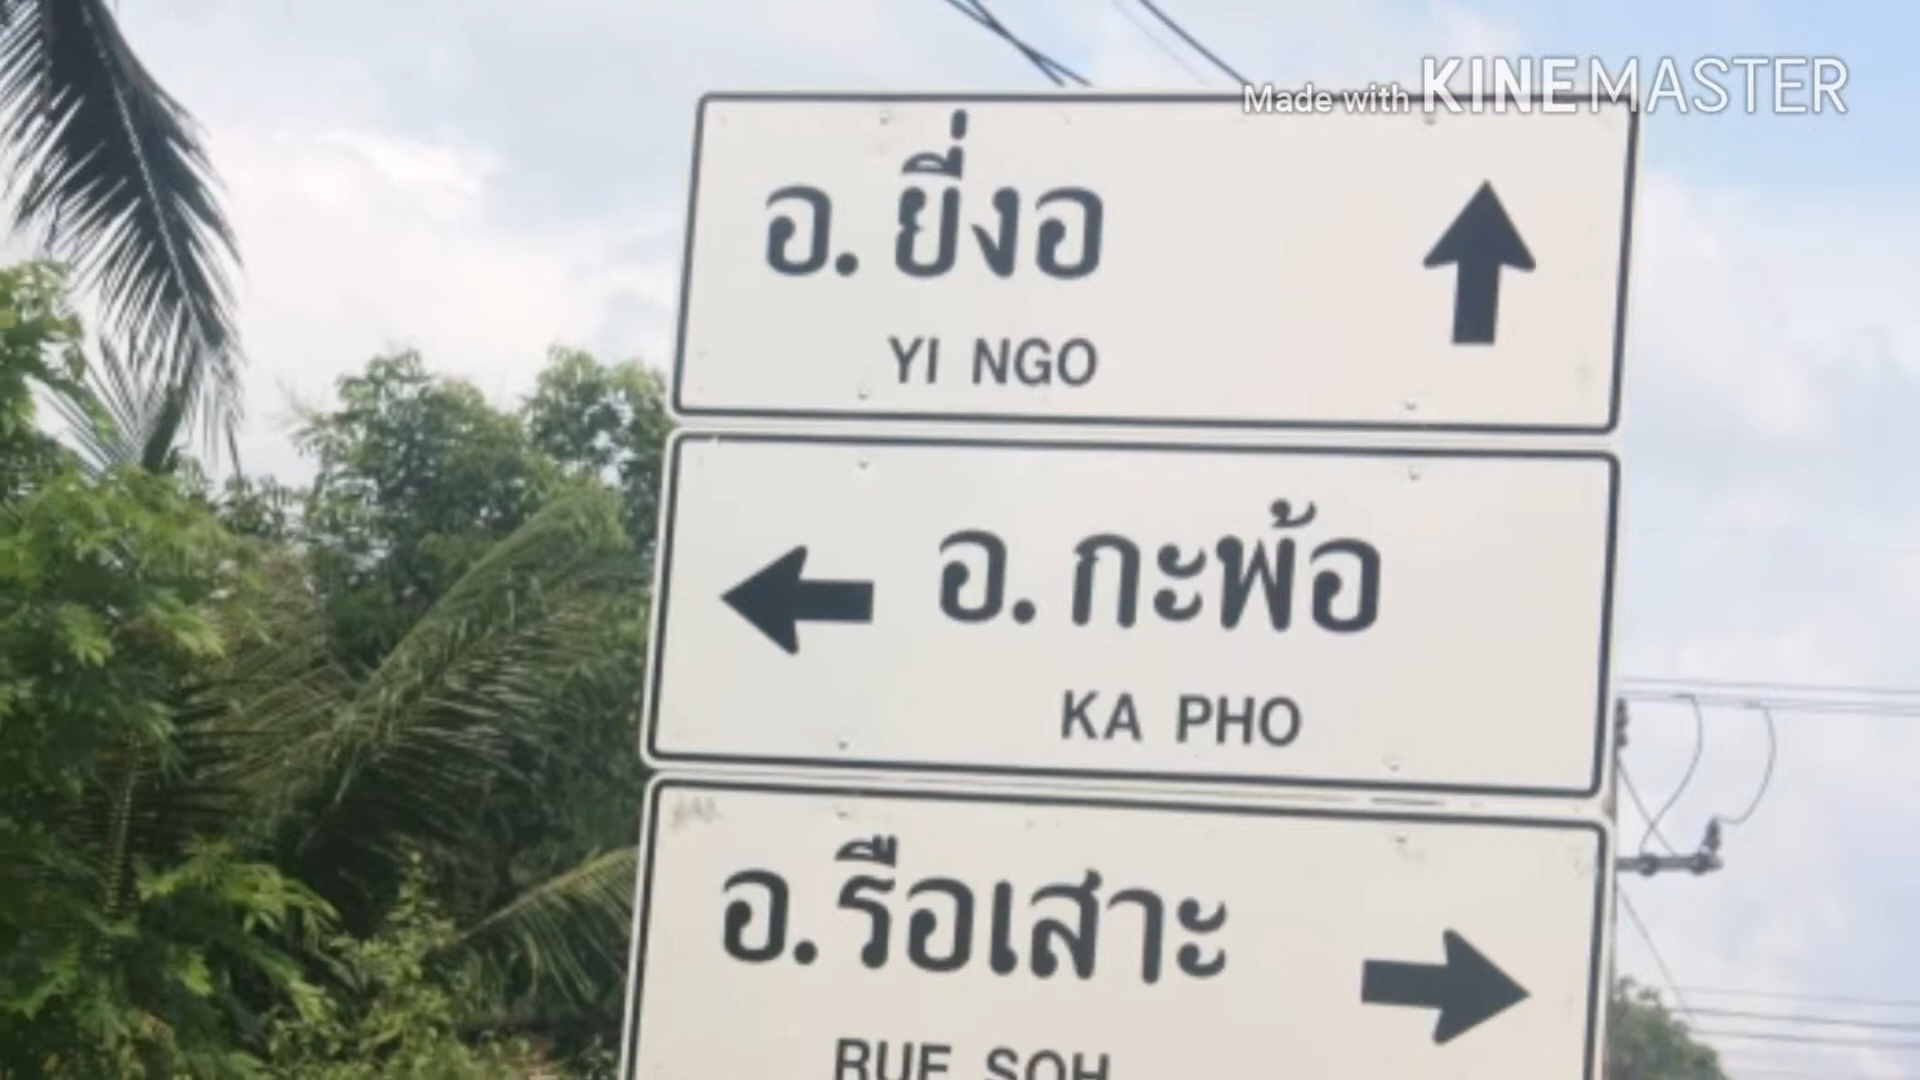 Made with KINEMASTER
อ. ยี่งอ
YI NGO
อ. กะพ้อ
KA PHO
อ. รือเสาะ
RUE SOH